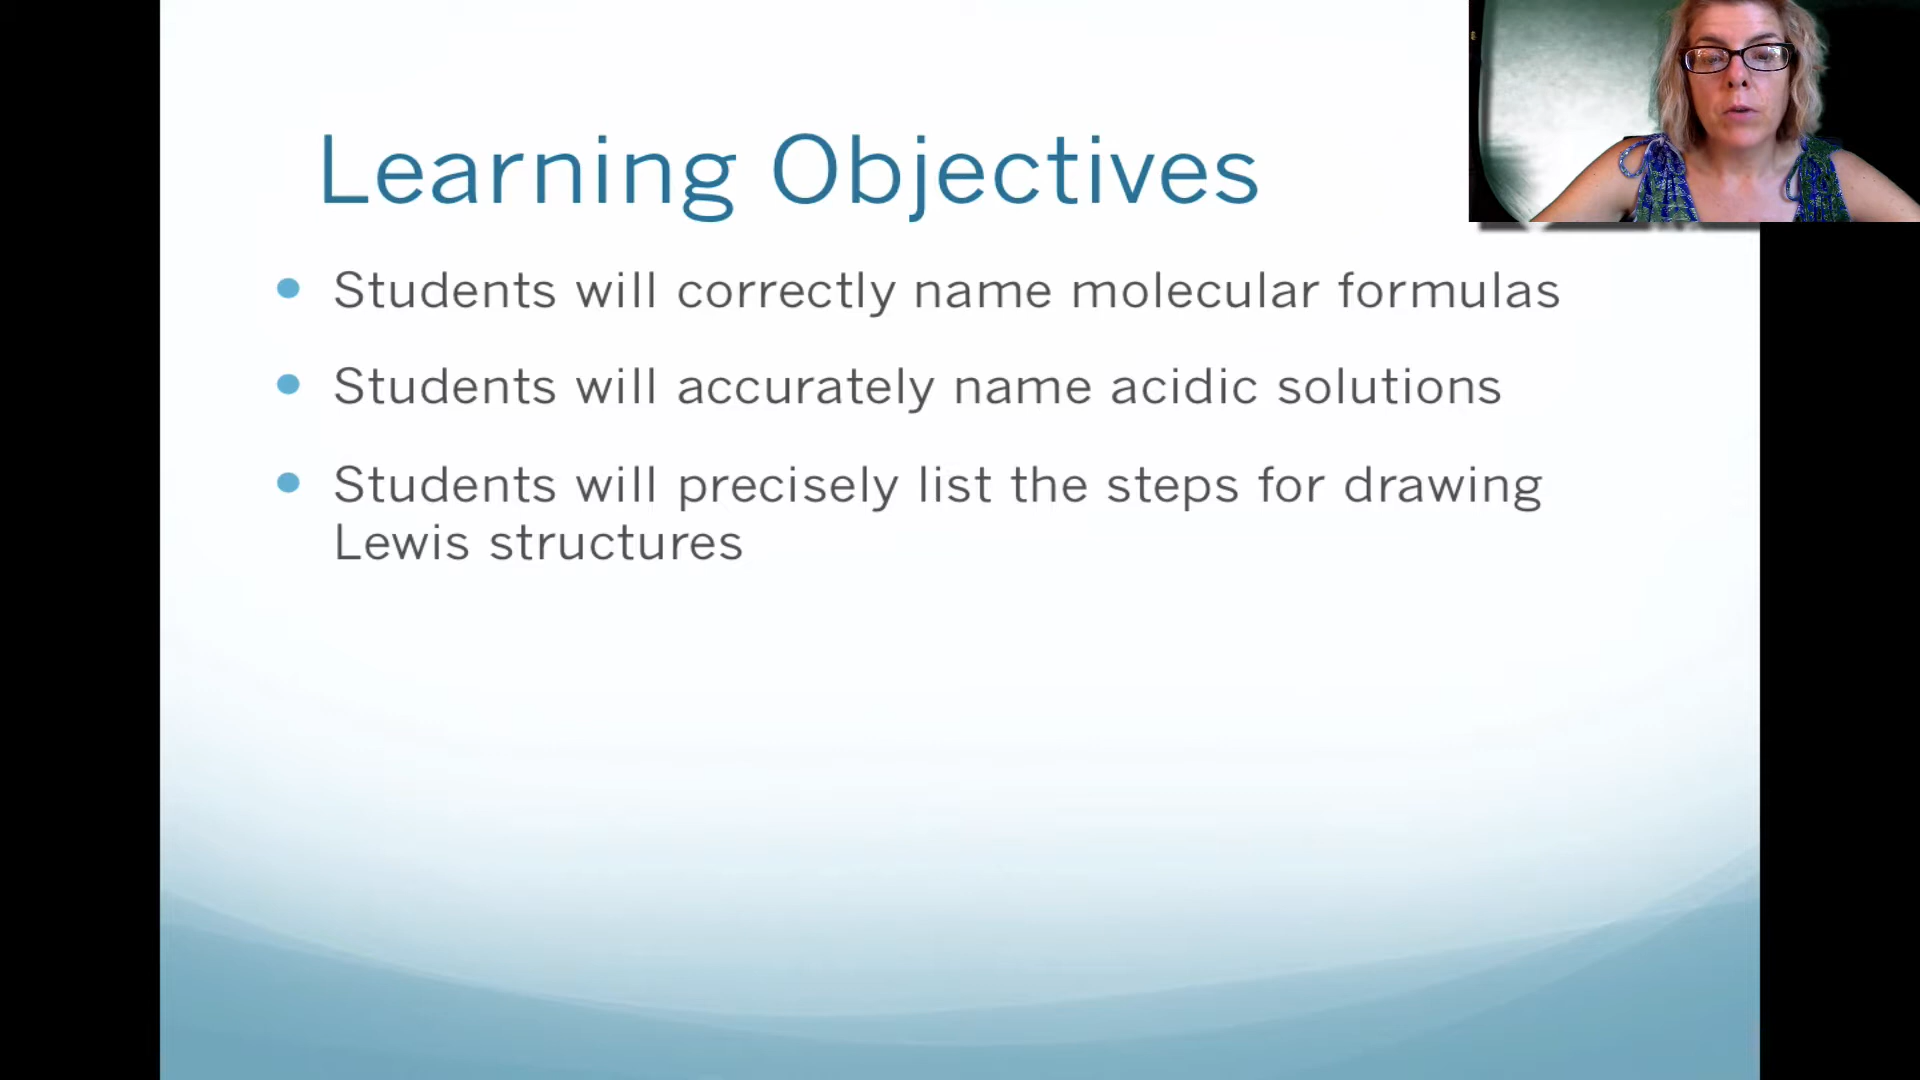 Learning Objectives
Students will correctly name molecular formulas
Students will accurately name acidic solutions
Students will precisely list the steps for drawing
Lewis structures